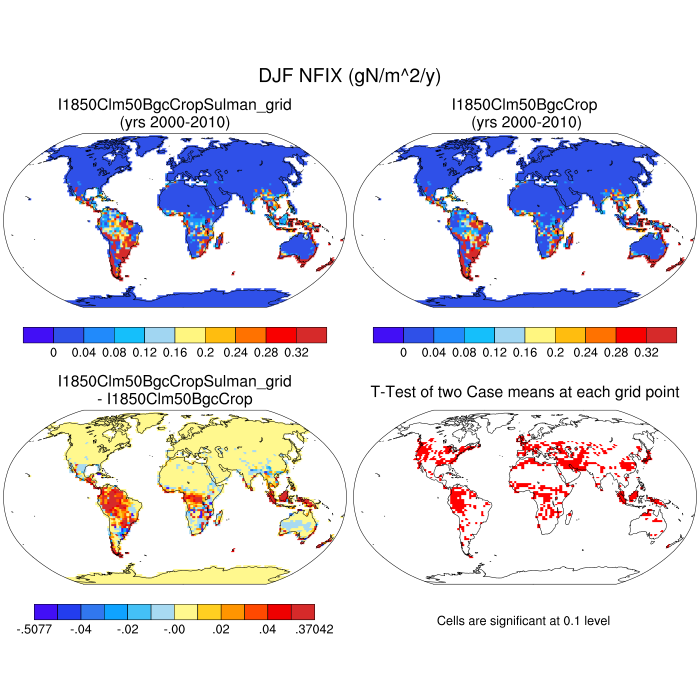 DJF NFIX (gN/m^2/y)
I1850Clm50BgcCropSulman_grid
(yrs 2000-2010)
I1850Clm50BgcCrop
(yrs 2000-2010)
0 0.04 0.08 0.12 0.16 0.2 0.24 0.28 0.32
0 0.04 0.08 0.12 0.16 0.2 0.24 0.28 0.32
I1850Clm50BgcCropSulman_grid
- I1850Clm50BgcCrop
T-Test of two Case means at each grid point
-.5077 -.04 -.02 -.00 .02 .04 .37042
Cells are significant at 0.1 level